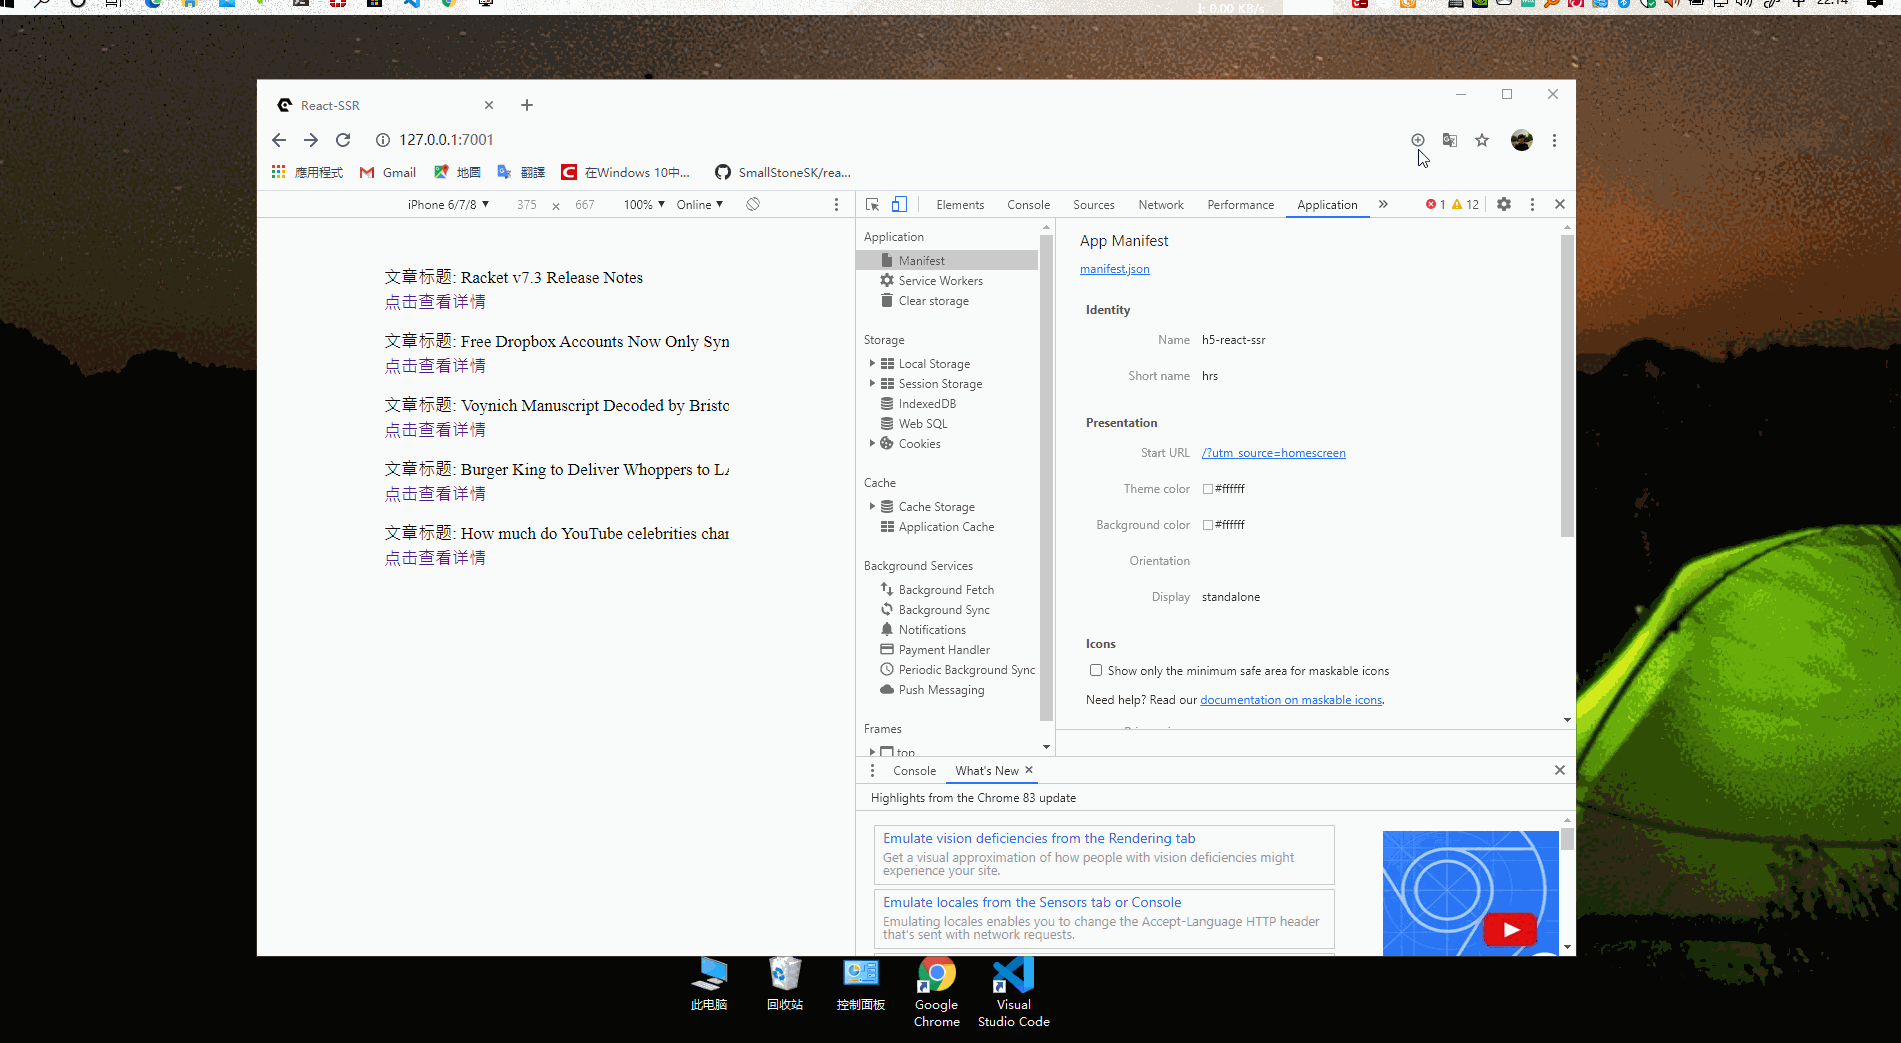 0.00 KB/s
中
22:14
React-SSR
127.0.0.1:7001
應用程式
Gmail
地圖
翻譯
在Windows 10中...
SmallStoneSK/rea...
iPhone 6/7/8 ▼
375 × 667
100% ▼
Online ▼
Elements
Console
Sources
Network
Performance
Application
1
12
文章标题: Racket v7.3 Release Notes
点击查看详情
文章标题: Free Dropbox Accounts Now Only Syn
点击查看详情
文章标题: Voynich Manuscript Decoded by Bristo
点击查看详情
文章标题: Burger King to Deliver Whoppers to LA
点击查看详情
文章标题: How much do YouTube celebrities char
点击查看详情
Application
Manifest
Service Workers
Clear storage
Storage
Local Storage
Session Storage
IndexedDB
Web SQL
Cookies
Cache
Cache Storage
Application Cache
Background Services
Background Fetch
Background Sync
Notifications
Payment Handler
Periodic Background Sync
Push Messaging
Frames
top
App Manifest
manifest.json
Identity
Name h5-react-ssr
Short name hrs
Presentation
Start URL /?utm_source=homescreen
Theme color #ffffff
Background color #ffffff
Orientation
Display standalone
Icons
Show only the minimum safe area for maskable icons
Need help? Read our documentation on maskable icons.
Console
What's New
Highlights from the Chrome 83 update
Emulate vision deficiencies from the Rendering tab
Get a visual approximation of how people with vision deficiencies might
experience your site.
Emulate locales from the Sensors tab or Console
Emulating locales enables you to change the Accept-Language HTTP header
that's sent with network requests.
此电脑
回收站
控制面板
Google
Chrome
Visual
Studio Code